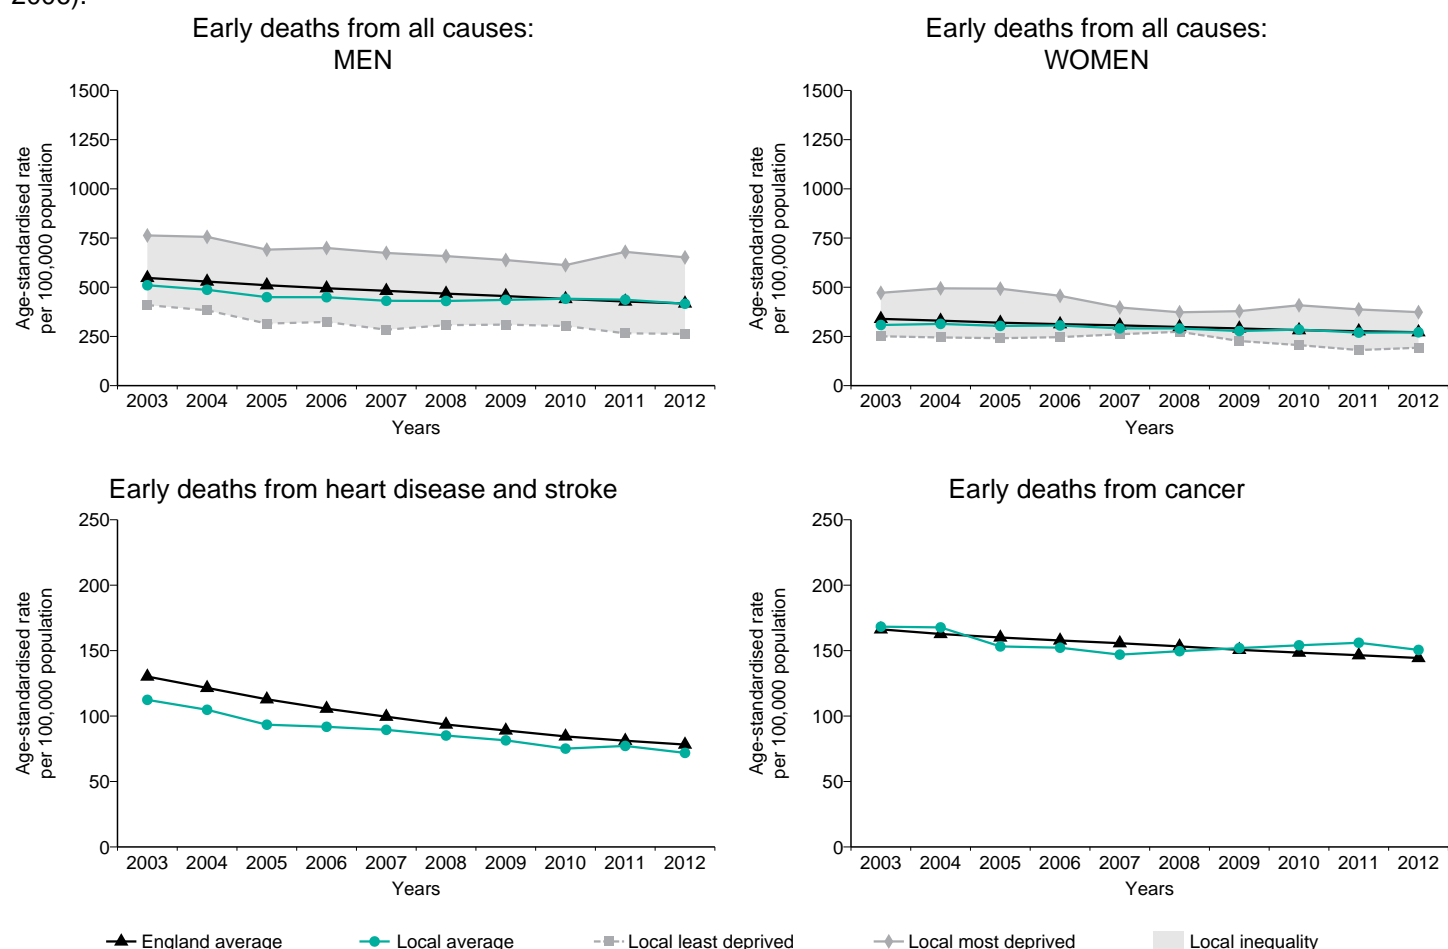 2006).
Early deaths from all causes:
MEN
1500
1250
1000
750
500
250
0
Age-standardised rate
per 100,000 population
2003 2004 2005 2006 2007 2008 2009 2010 2011 2012
Years
Early deaths from all causes:
WOMEN
1500
1250
1000
750
500
250
0
Age-standardised rate
per 100,000 population
2003 2004 2005 2006 2007 2008 2009 2010 2011 2012
Years
Early deaths from heart disease and stroke
250
200
150
100
50
0
Age-standardised rate
per 100,000 population
2003 2004 2005 2006 2007 2008 2009 2010 2011 2012
Years
Early deaths from cancer
250
200
150
100
50
0
Age-standardised rate
per 100,000 population
2003 2004 2005 2006 2007 2008 2009 2010 2011 2012
Years
England average Local average Local least deprived Local most deprived Local inequality